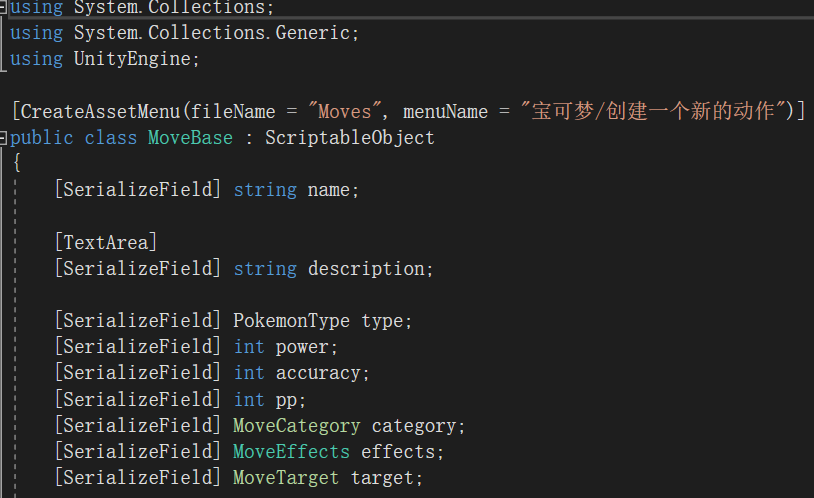 using System.Collections;
using System.Collections.Generic;
using UnityEngine;
[CreateAssetMenu(fileName = "Moves", menuName = "宝可梦/创建一个新的动作")]
public class MoveBase : ScriptableObject
{
[SerializeField] string name;
[TextArea]
[SerializeField] string description;
[SerializeField] PokemonType type;
[SerializeField] int power;
[SerializeField] int accuracy;
[SerializeField] int pp;
[SerializeField] MoveCategory category;
[SerializeField] MoveEffects effects;
[SerializeField] MoveTarget target;